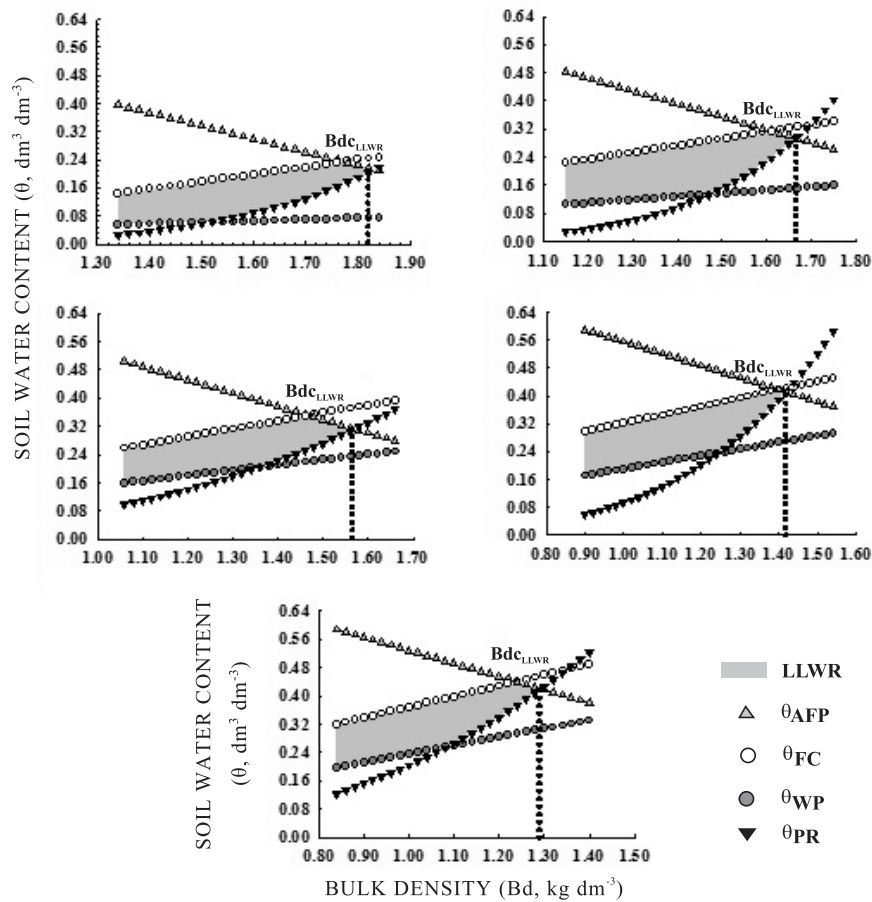 0.64 0.56 0.48 0.40 0.32 0.24 0.16 0.08 0.00
1.30 1.40 1.50 1.60 1.70 1.80 1.90
Bdc LLWR
0.64 0.56 0.48 0.40 0.32 0.24 0.16 0.08 0.00
1.10 1.20 1.30 1.40 1.50 1.60 1.70 1.80
Bdc LLWR
SOIL WATER CONTENT (θ, dm³ dm⁻³)
0.64 0.56 0.48 0.40 0.32 0.24 0.16 0.08 0.00
1.00 1.10 1.20 1.30 1.40 1.50 1.60 1.70
Bdc LLWR
0.64 0.56 0.48 0.40 0.32 0.24 0.16 0.08 0.00
0.80 0.90 1.00 1.10 1.20 1.30 1.40 1.50 1.60
Bdc LLWR
SOIL WATER CONTENT
(θ, dm³ dm⁻³)
0.64 0.56 0.48 0.40 0.32 0.24 0.16 0.08 0.00
0.80 0.90 1.00 1.10 1.20 1.30 1.40 1.50
Bdc LLWR
BULK DENSITY (Bd, kg dm⁻³)
LLWR
θAFP
θFC
θWP
θPR